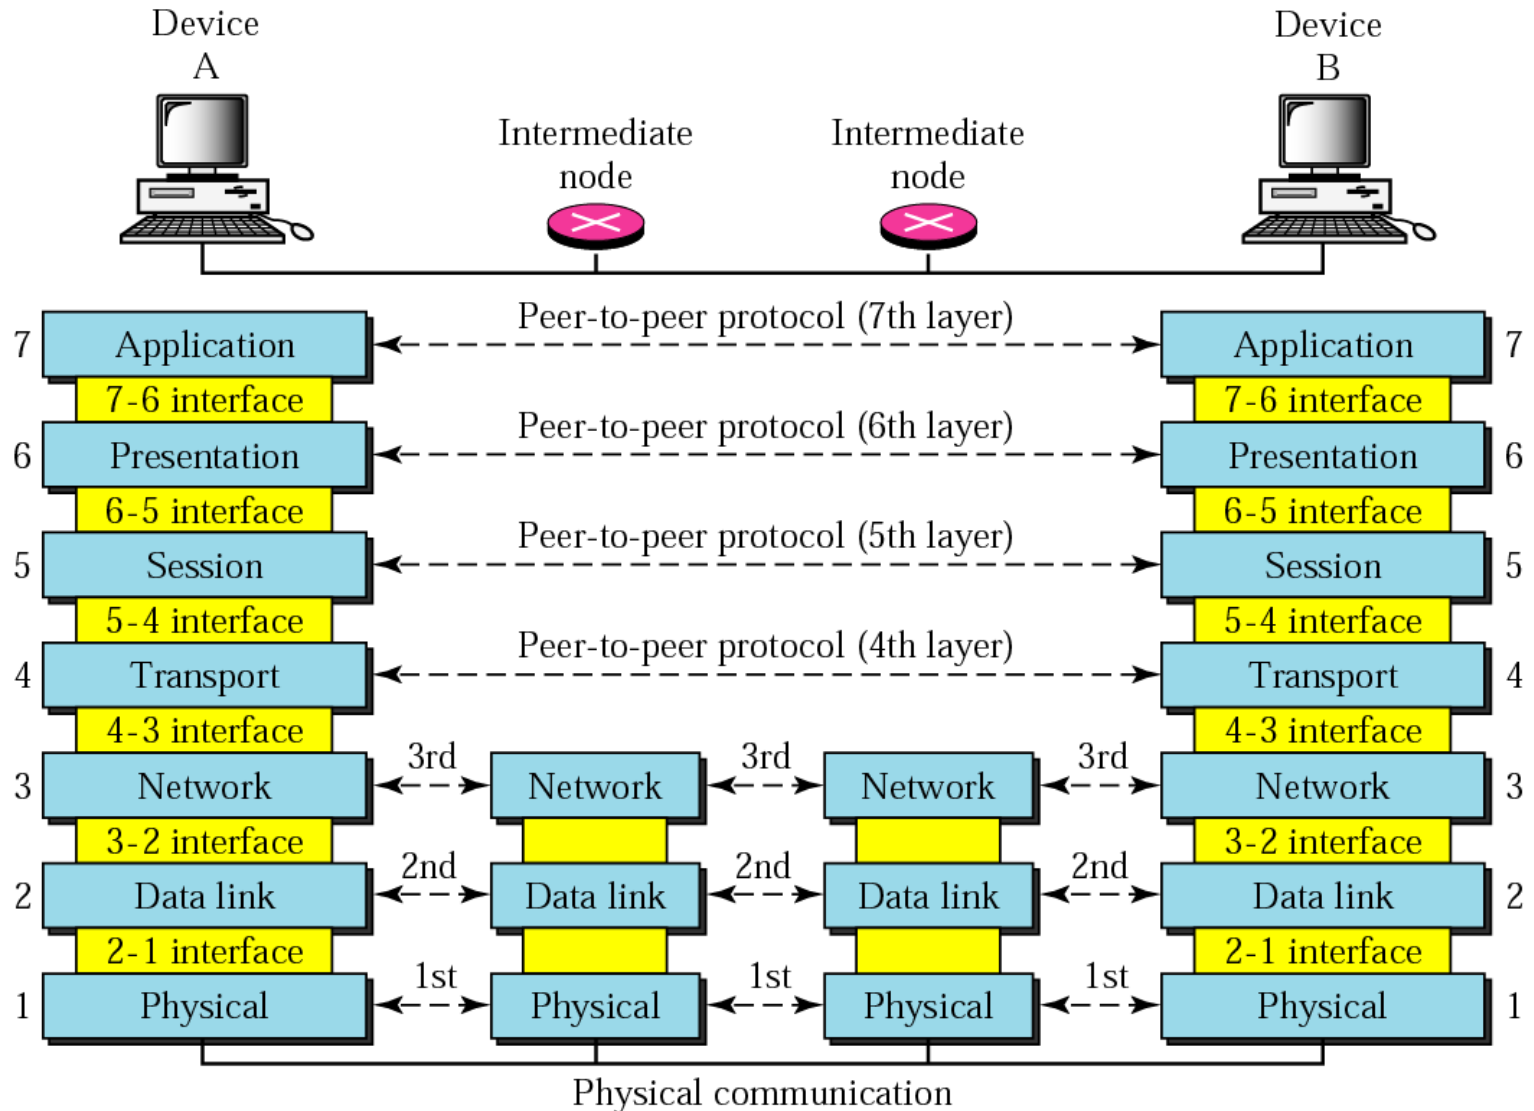 Device
A
Device
B
Intermediate
node
Intermediate
node
Peer-to-peer protocol (7th layer)
7
Application
Application
7
7-6 interface
7-6 interface
Peer-to-peer protocol (6th layer)
6
Presentation
Presentation
6
6-5 interface
6-5 interface
Peer-to-peer protocol (5th layer)
5
Session
Session
5
5-4 interface
5-4 interface
Peer-to-peer protocol (4th layer)
4
Transport
Transport
4
4-3 interface
4-3 interface
3rd
3rd
3rd
3
Network
Network
Network
Network
3
3-2 interface
3-2 interface
2nd
2nd
2nd
2
Data link
Data link
Data link
Data link
2
2-1 interface
2-1 interface
1st
1st
1st
1
Physical
Physical
Physical
Physical
1
Physical communication